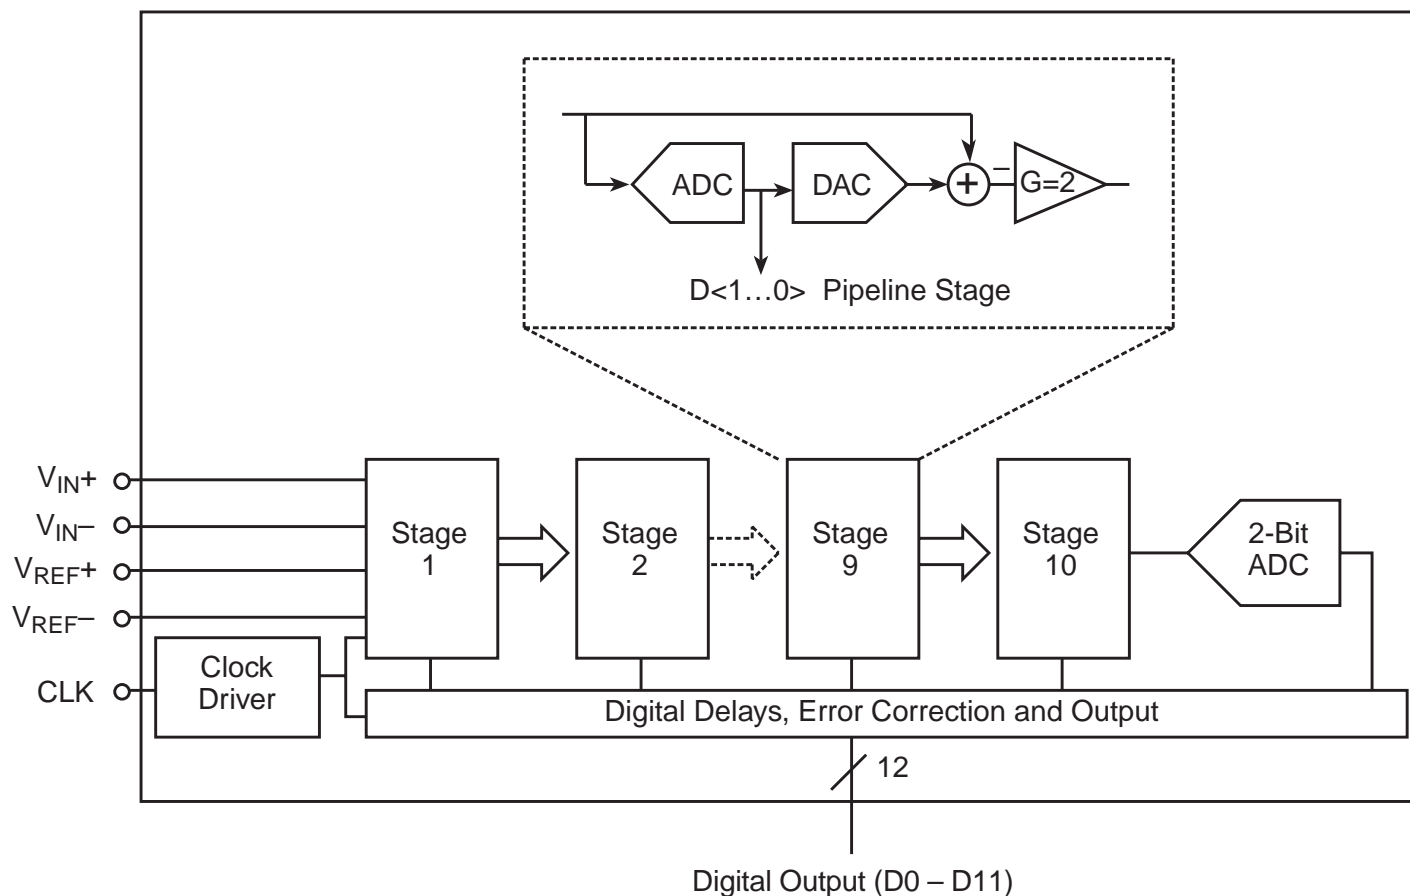 ADC
DAC
+
–
G=2
D<1…0> Pipeline Stage
VIN+
VIN–
VREF+
VREF–
CLK
Stage
1
Stage
2
Stage
9
Stage
10
2-Bit
ADC
Clock
Driver
Digital Delays, Error Correction and Output
12
Digital Output (D0 – D11)